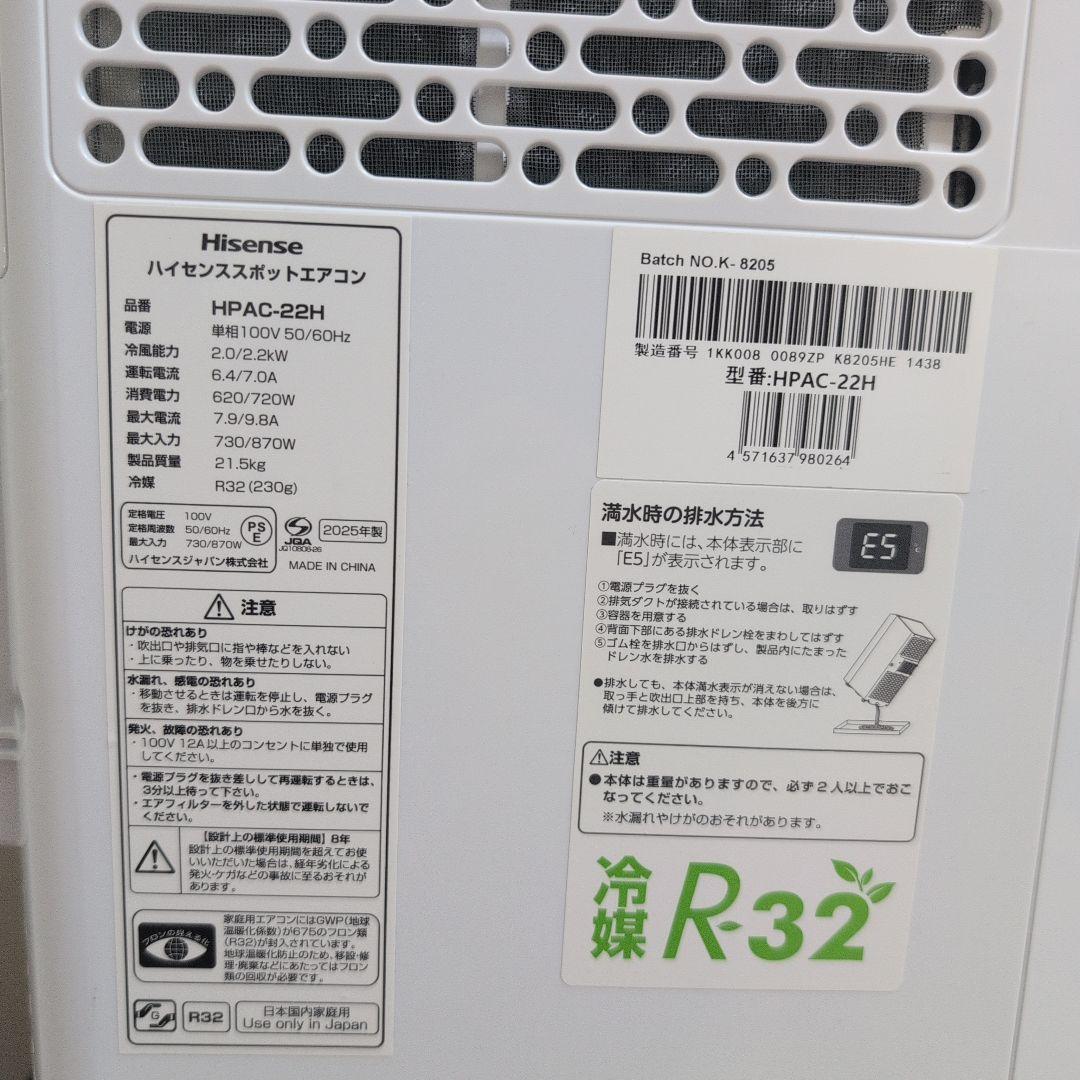 Hisense
ハイセンススポットエアコン
品番 HPAC-22H
電源 単相100V 50/60Hz
冷風能力 2.0/2.2kW
運転電流 6.4/7.0A
消費電力 620/720W
最大電流 7.9/9.8A
最大入力 730/870W
製品質量 21.5kg
冷媒 R32(230g)
定格電圧 100V
定格周波数 50/60Hz
最大入力 730/870W
ハイセンスジャパン株式会社
PS
E
JQA
JQ10806-26
2025年製
MADE IN CHINA
注意
けがの恐れあり
・吹出口や排気口に指や棒などを入れない
・上に乗ったり、物を乗せたりしない。
水漏れ、感電の恐れあり
・移動させるときは運転を停止し、電源プラグ
を抜き、排水ドレン口から水を抜く。
発火、故障の恐れあり
・100V 12A以上のコンセントに単独で使用
してください。
・電源プラグを抜き差しして再運転するときは、
3分以上待って下さい。
・エアフィルターを外した状態で運転しないで
ください。
【設計上の標準使用期間】8年
設計上の標準使用期間を超えてお使
いいただいた場合は、経年劣化による
発火・ケガなどの事故に至るおそれが
あります。
フロンの見える化
家庭用エアコンにはGWP(地球
温暖化係数)が675のフロン類
(R32)が封入されています。
地球温暖化防止のため、移設・修
理・廃棄などにあたってはフロン
類の回収が必要です。
G
R32
日本国内家庭用
Use only in Japan
Batch NO.K- 8205
製造番号 1KK008 0089ZP K8205HE 1438
型番:HPAC-22H
4 571637 980264
満水時の排水方法
■満水時には、本体表示部に
「E5」が表示されます。
E5
①電源プラグを抜く
②排気ダクトが接続されている場合は、取りはずす
③容器を用意する
④背面下部にある排水ドレン栓をまわしてはずす
⑤ゴム栓を排水口からはずし、製品内にたまった
ドレン水を排水する
●排水しても、本体満水表示が消えない場合は、
取っ手と吹出口上部を持ち、本体を後方に
傾けて排水してください。
注意
●本体は重量がありますので、必ず2人以上でおこ
なってください。
※水漏れやけがのおそれがあります。
冷媒 R-32